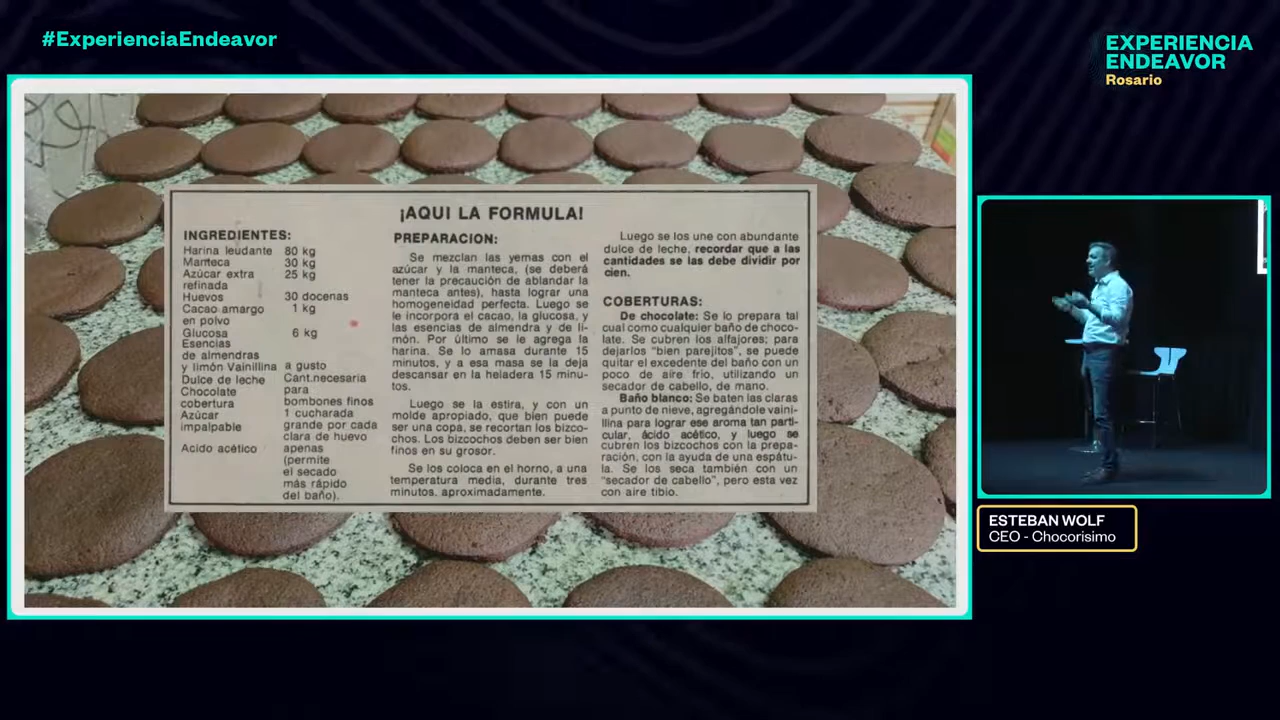 #ExperienciaEndeavor
EXPERIENCIA
ENDEAVOR
Rosario
¡AQUI LA FORMULA!
INGREDIENTES:
Harina leudante 80 kg
Manteca 30 kg
Azúcar extra 25 kg
refinada
Huevos 30 docenas
Cacao amargo 1 kg
en polvo
Glucosa 6 kg
Esencias
de almendras
y limón Vainillina a gusto
Dulce de leche Cant.necesaria
Chocolate para
cobertura bombones finos
Azúcar 1 cucharada
impalpable grande por cada
clara de huevo
Acido acético apenas
(permite
el secado
más rápido
del baño).
PREPARACION:
Se mezclan las yemas con el
azúcar y la manteca, (se deberá
tener la precaución de ablandar la
manteca antes), hasta lograr una
homogeneidad perfecta. Luego se
le incorpora el cacao, la glucosa, y
las esencias de almendra y de li-
món. Por último se le agrega la
harina. Se lo amasa durante 15
minutos, y a esa masa se la deja
descansar en la heladera 15 minu-
tos.
Luego se la estira, y con un
molde apropiado, que bien puede
ser una copa, se recortan los bizco-
chos. Los bizcochos deben ser bien
finos en su grosor.
Se los coloca en el horno, a una
temperatura media, durante tres
minutos. aproximadamente.
Luego se los une con abundante
dulce de leche, recordar que a las
cantidades se las debe dividir por
cien.
COBERTURAS:
De chocolate: Se lo prepara tal
cual como cualquier baño de choco-
late. Se cubren los alfajores; para
dejarlos "bien parejitos", se puede
quitar el excedente del baño con un
poco de aire frio, utilizando un
secador de cabello, de mano.
Baño blanco: Se baten las claras
a punto de nieve, agregándole vaini-
llina para lograr ese aroma tan parti-
cular, ácido acético, y luego se
cubren los bizcochos con la prepa-
ración, con la ayuda de una espátu-
la. Se los seca también con un
"secador de cabello", pero esta vez
con aire tibio.
ESTEBAN WOLF
CEO - Chocorisimo